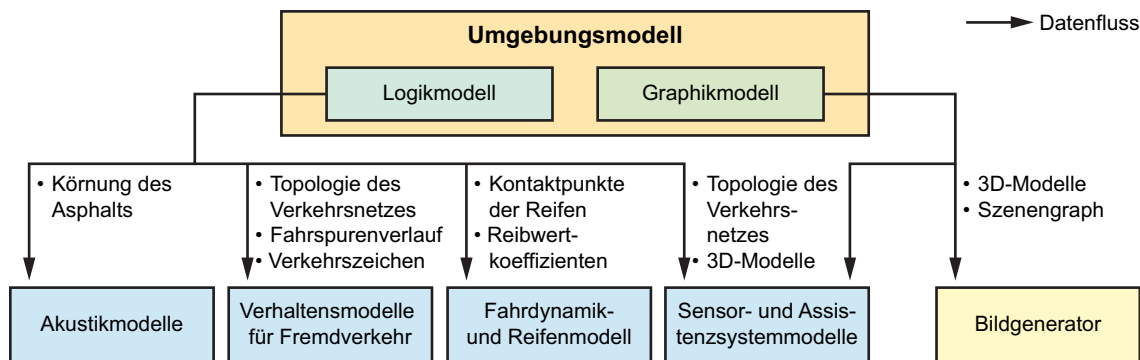 Umgebungsmodell
Datenfluss
Logikmodell
Graphikmodell
• Körnung des
Asphalts
• Topologie des
Verkehrsnetzes
• Fahrspurenverlauf
• Verkehrszeichen
• Kontaktpunkte
der Reifen
• Reibwert-
koeffizienten
• Topologie des
Verkehrs-
netzes
• 3D-Modelle
• 3D-Modelle
• Szenengraph
Akustikmodelle
Verhaltensmodelle
für Fremdverkehr
Fahrdynamik-
und Reifenmodell
Sensor- und Assis-
tenzsystemmodelle
Bildgenerator